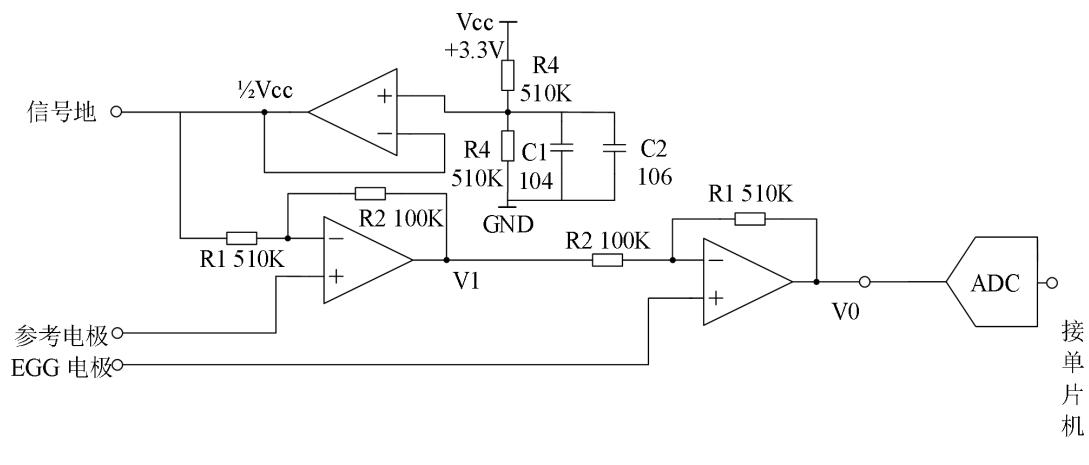 Vcc
+3.3V
R4
510K
½Vcc
信号地
+
−
R4
510K
C1
104
C2
106
GND
R2 100K
R1 510K
−
+
V1
R1 510K
R2 100K
−
+
V0
ADC
参考电极
EGG 电极
接
单
片
机